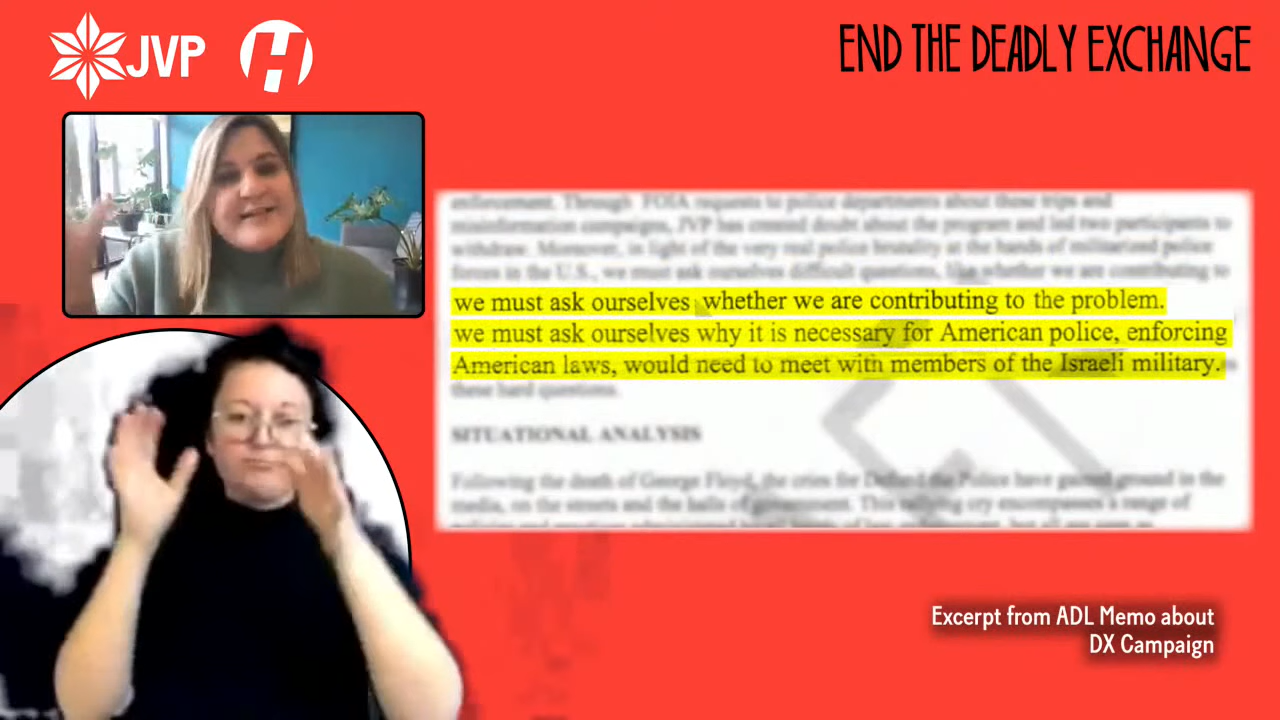 JVP
H
END THE DEADLY EXCHANGE
enforcement. Through FOIA requests to police departments about these trips and
misinformation campaigns, JVP has created doubt about the program and led two participants to
withdraw. Moreover, in light of the very real police brutality at the hands of militarized police
forces in the U.S., we must ask ourselves difficult questions, like whether we are contributing to
we must ask ourselves whether we are contributing to the problem.
we must ask ourselves why it is necessary for American police, enforcing
American laws, would need to meet with members of the Israeli military.
these hard questions.
SITUATIONAL ANALYSIS
Following the death of George Floyd, the cries for Defund the Police have gained ground in the
media, on the streets and the halls of government. This rallying cry encompasses a range of
Excerpt from ADL Memo about
DX Campaign